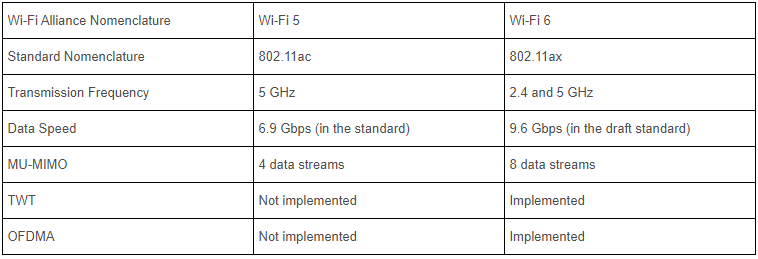 Wi-Fi Alliance Nomenclature Wi-Fi 5 Wi-Fi 6
Standard Nomenclature 802.11ac 802.11ax
Transmission Frequency 5 GHz 2.4 and 5 GHz
Data Speed 6.9 Gbps (in the standard) 9.6 Gbps (in the draft standard)
MU-MIMO 4 data streams 8 data streams
TWT Not implemented Implemented
OFDMA Not implemented Implemented